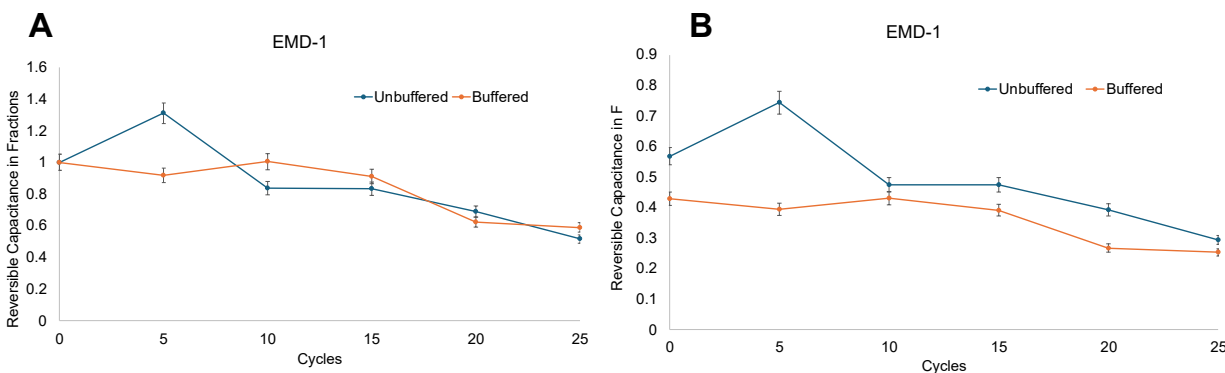 A
EMD-1
Reversible Capacitance in Fractions
1.6
1.4
1.2
1
0.8
0.6
0.4
0.2
0
Unbuffered Buffered
0 5 10 15 20 25
Cycles
B
EMD-1
Reversible Capacitance in F
0.9
0.8
0.7
0.6
0.5
0.4
0.3
0.2
0.1
0
Unbuffered Buffered
0 5 10 15 20 25
Cycles